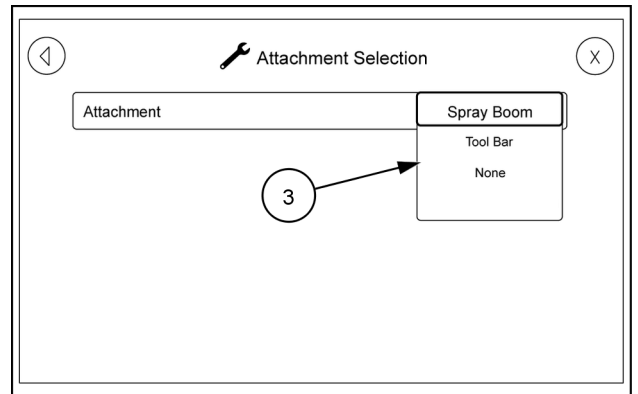 Attachment Selection
X
Attachment
Spray Boom
Tool Bar
None
3